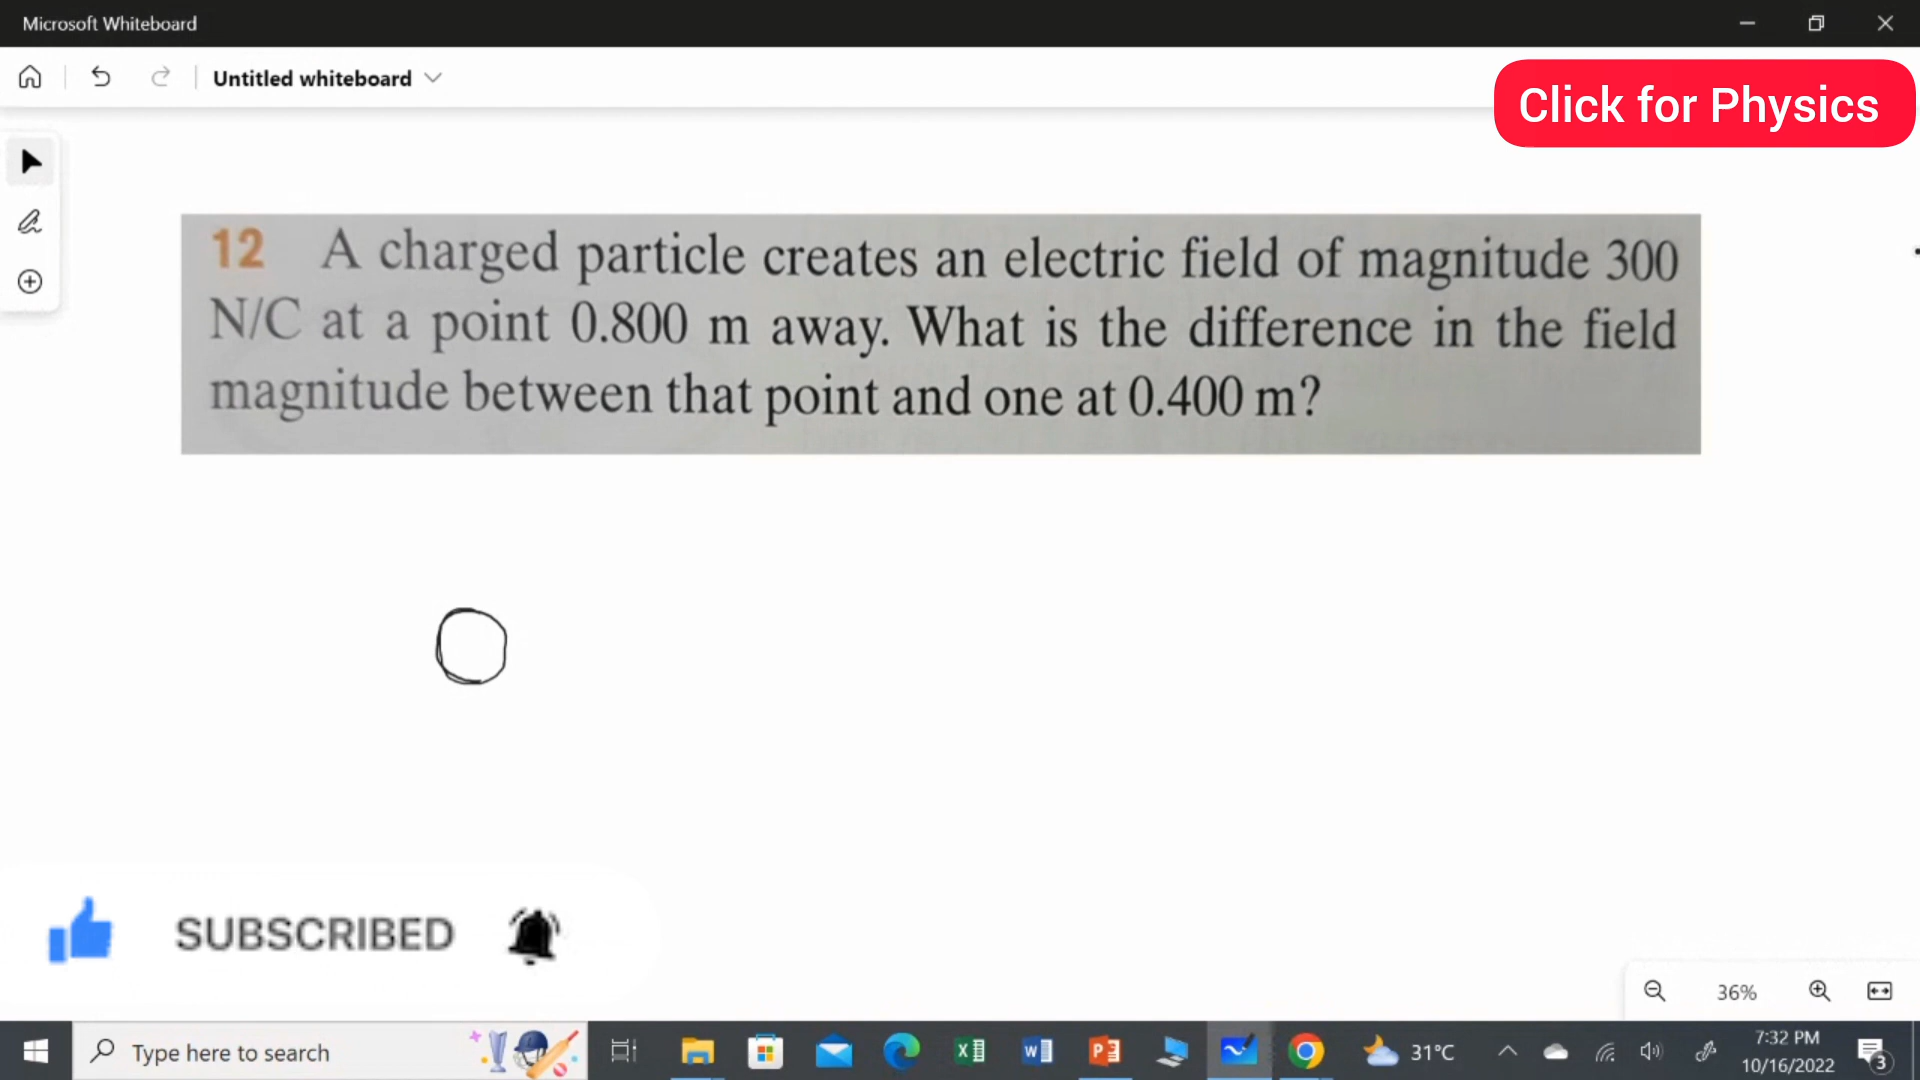 Microsoft Whiteboard
Untitled whiteboard
Click for Physics
12 A charged particle creates an electric field of magnitude 300
N/C at a point 0.800 m away. What is the difference in the field
magnitude between that point and one at 0.400 m?
SUBSCRIBED
36%
Type here to search
31°C
7:32 PM
10/16/2022
3